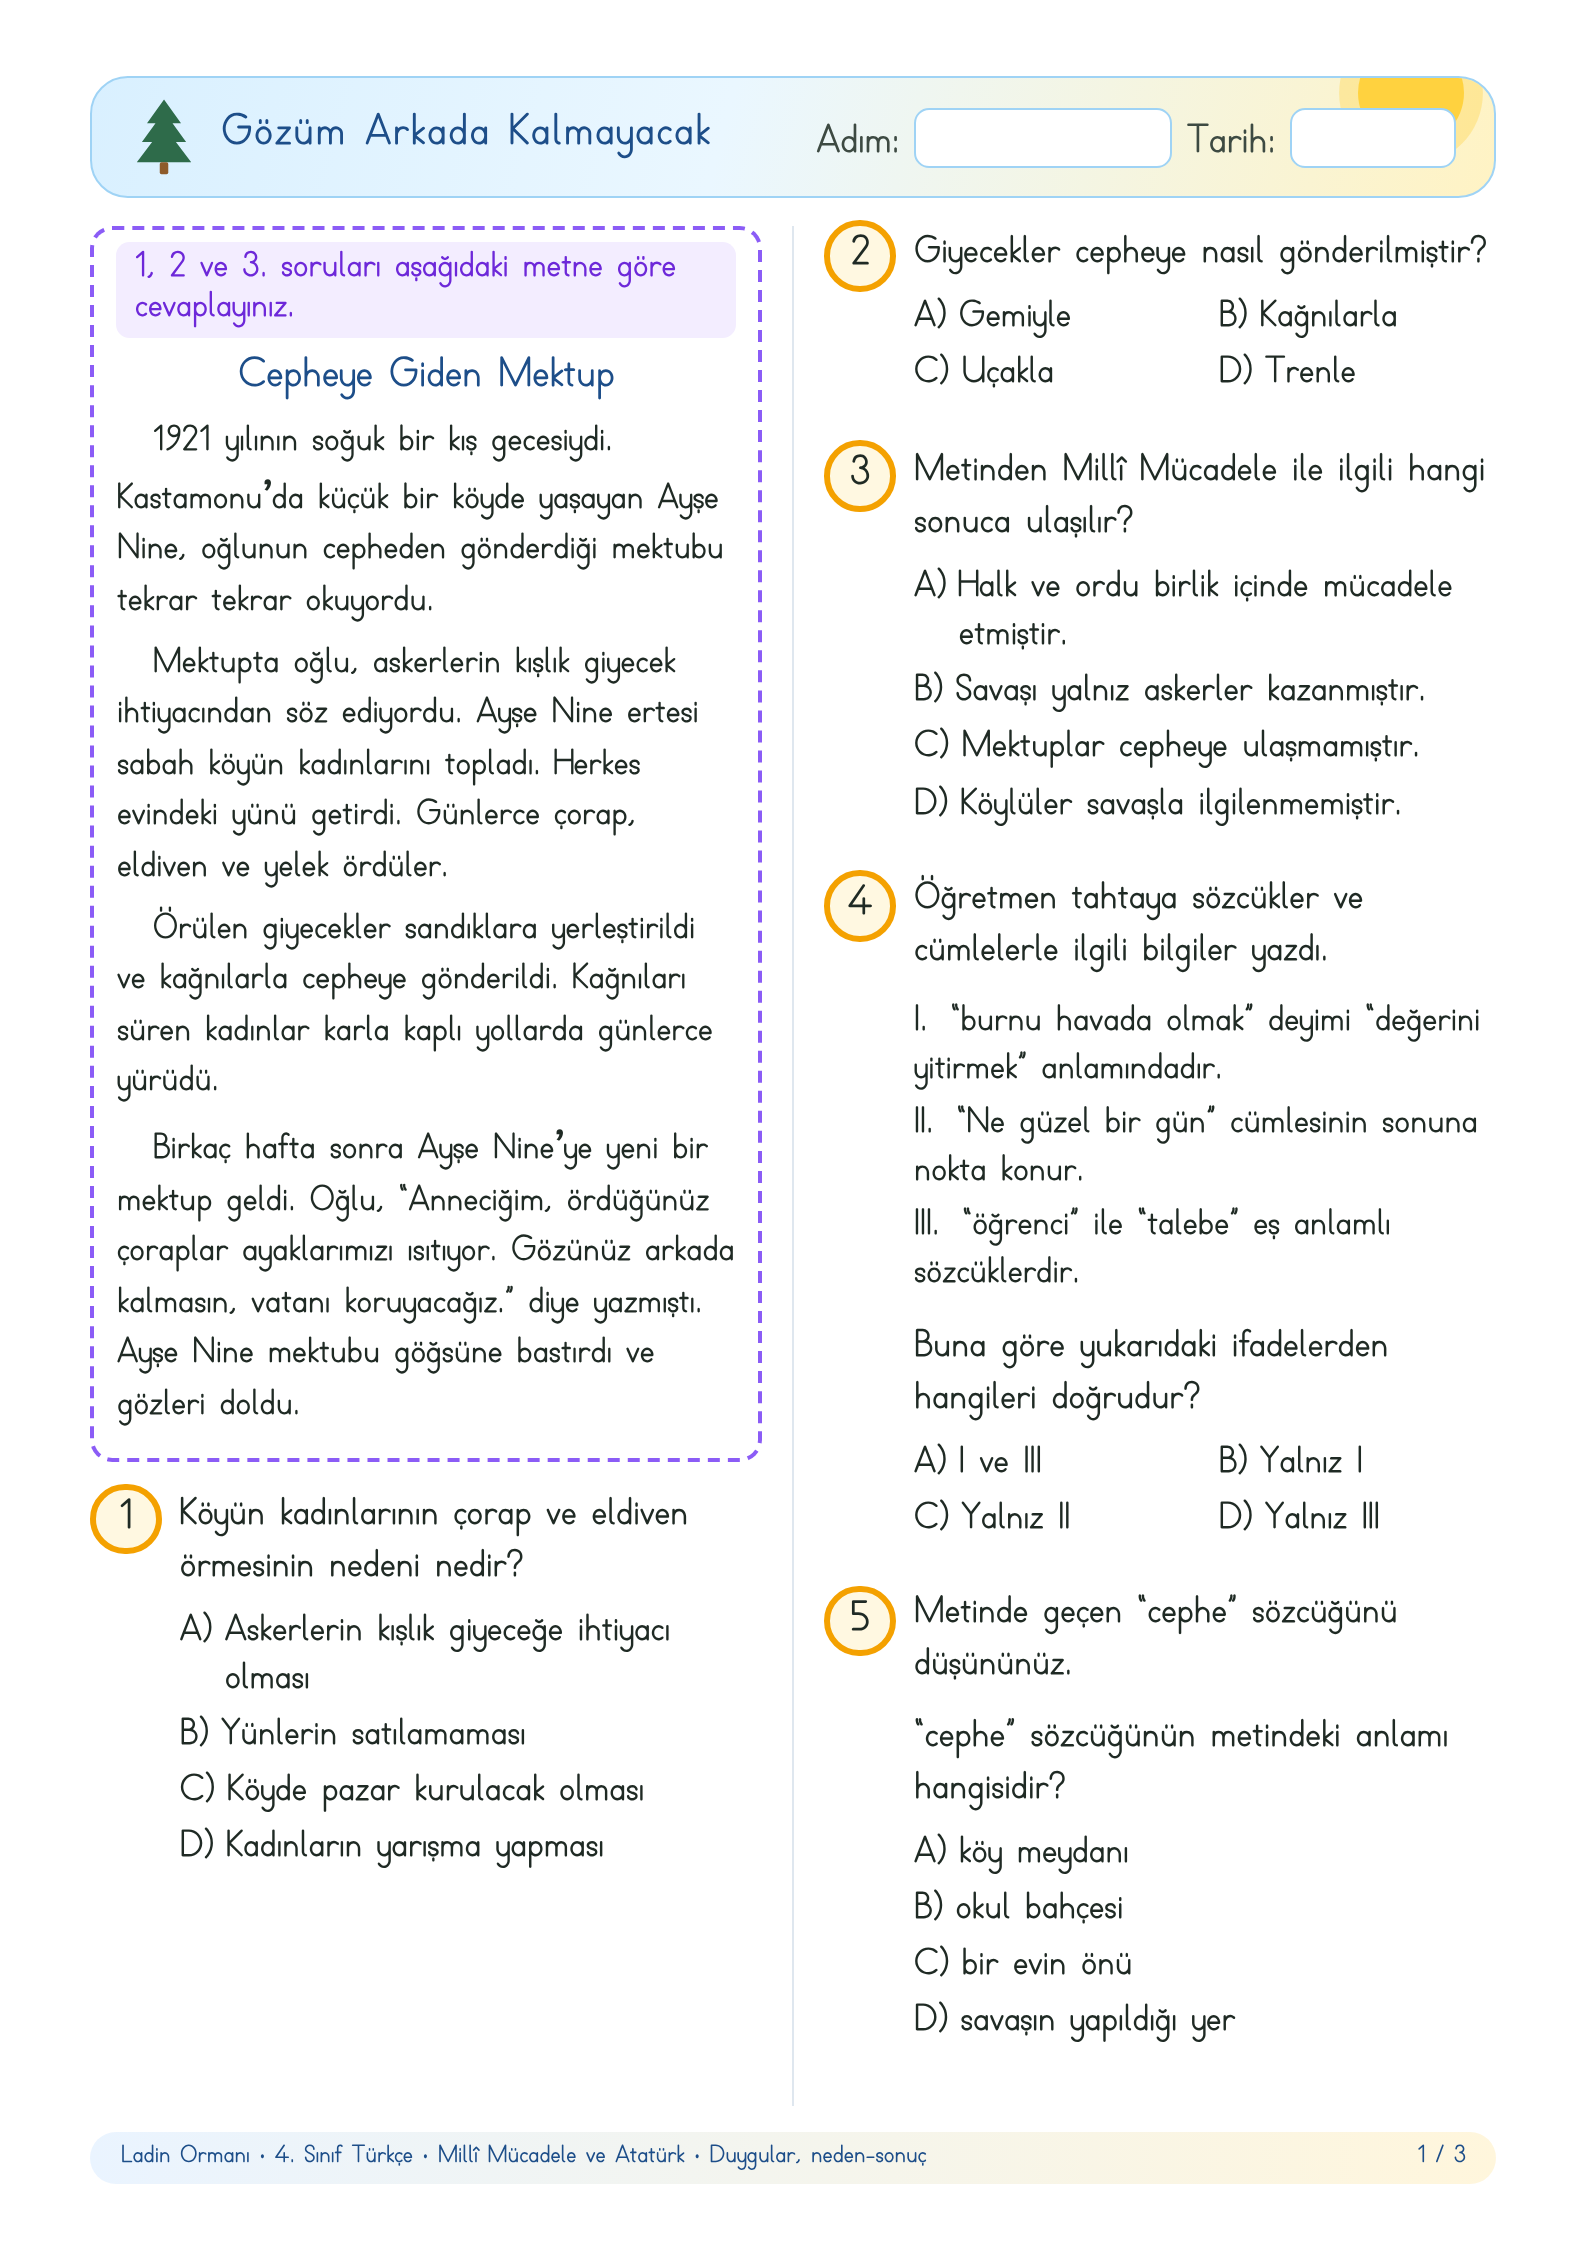 Gözüm Arkada Kalmayacak
Adım:
Tarih:
1, 2 ve 3. soruları aşağıdaki metne göre
cevaplayınız.
Cepheye Giden Mektup
1921 yılının soğuk bir kış gecesiydi.
Kastamonu’da küçük bir köyde yaşayan Ayşe
Nine, oğlunun cepheden gönderdiği mektubu
tekrar tekrar okuyordu.
Mektupta oğlu, askerlerin kışlık giyecek
ihtiyacından söz ediyordu. Ayşe Nine ertesi
sabah köyün kadınlarını topladı. Herkes
evindeki yünü getirdi. Günlerce çorap,
eldiven ve yelek ördüler.
Örülen giyecekler sandıklara yerleştirildi
ve kağnılarla cepheye gönderildi. Kağnıları
süren kadınlar karla kaplı yollarda günlerce
yürüdü.
Birkaç hafta sonra Ayşe Nine’ye yeni bir
mektup geldi. Oğlu, “Anneciğim, ördüğünüz
çoraplar ayaklarımızı ısıtıyor. Gözünüz arkada
kalmasın, vatanı koruyacağız.” diye yazmıştı.
Ayşe Nine mektubu göğsüne bastırdı ve
gözleri doldu.
1
Köyün kadınlarının çorap ve eldiven
örmesinin nedeni nedir?
A) Askerlerin kışlık giyeceğe ihtiyacı
olması
B) Yünlerin satılamaması
C) Köyde pazar kurulacak olması
D) Kadınların yarışma yapması
2
Giyecekler cepheye nasıl gönderilmiştir?
A) Gemiyle
B) Kağnılarla
C) Uçakla
D) Trenle
3
Metinden Millî Mücadele ile ilgili hangi
sonuca ulaşılır?
A) Halk ve ordu birlik içinde mücadele
etmiştir.
B) Savaşı yalnız askerler kazanmıştır.
C) Mektuplar cepheye ulaşmamıştır.
D) Köylüler savaşla ilgilenmemiştir.
4
Öğretmen tahtaya sözcükler ve
cümlelerle ilgili bilgiler yazdı.
I. “burnu havada olmak” deyimi “değerini
yitirmek” anlamındadır.
II. “Ne güzel bir gün” cümlesinin sonuna
nokta konur.
III. “öğrenci” ile “talebe” eş anlamlı
sözcüklerdir.
Buna göre yukarıdaki ifadelerden
hangileri doğrudur?
A) I ve III
B) Yalnız I
C) Yalnız II
D) Yalnız III
5
Metinde geçen “cephe” sözcüğünü
düşününüz.
“cephe” sözcüğünün metindeki anlamı
hangisidir?
A) köy meydanı
B) okul bahçesi
C) bir evin önü
D) savaşın yapıldığı yer
Ladin Ormanı • 4. Sınıf Türkçe • Millî Mücadele ve Atatürk • Duygular, neden-sonuç
1 / 3